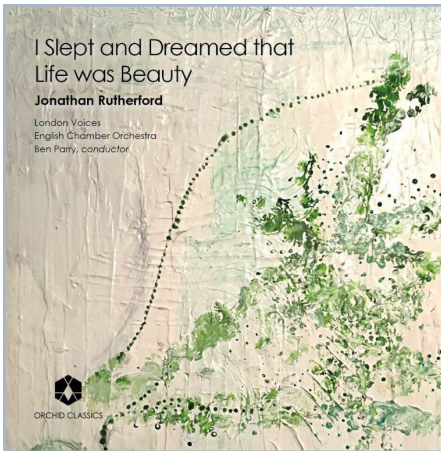 I Slept and Dreamed that
Life was Beauty
Jonathan Rutherford
London Voices
English Chamber Orchestra
Ben Parry, conductor
ORCHID CLASSICS